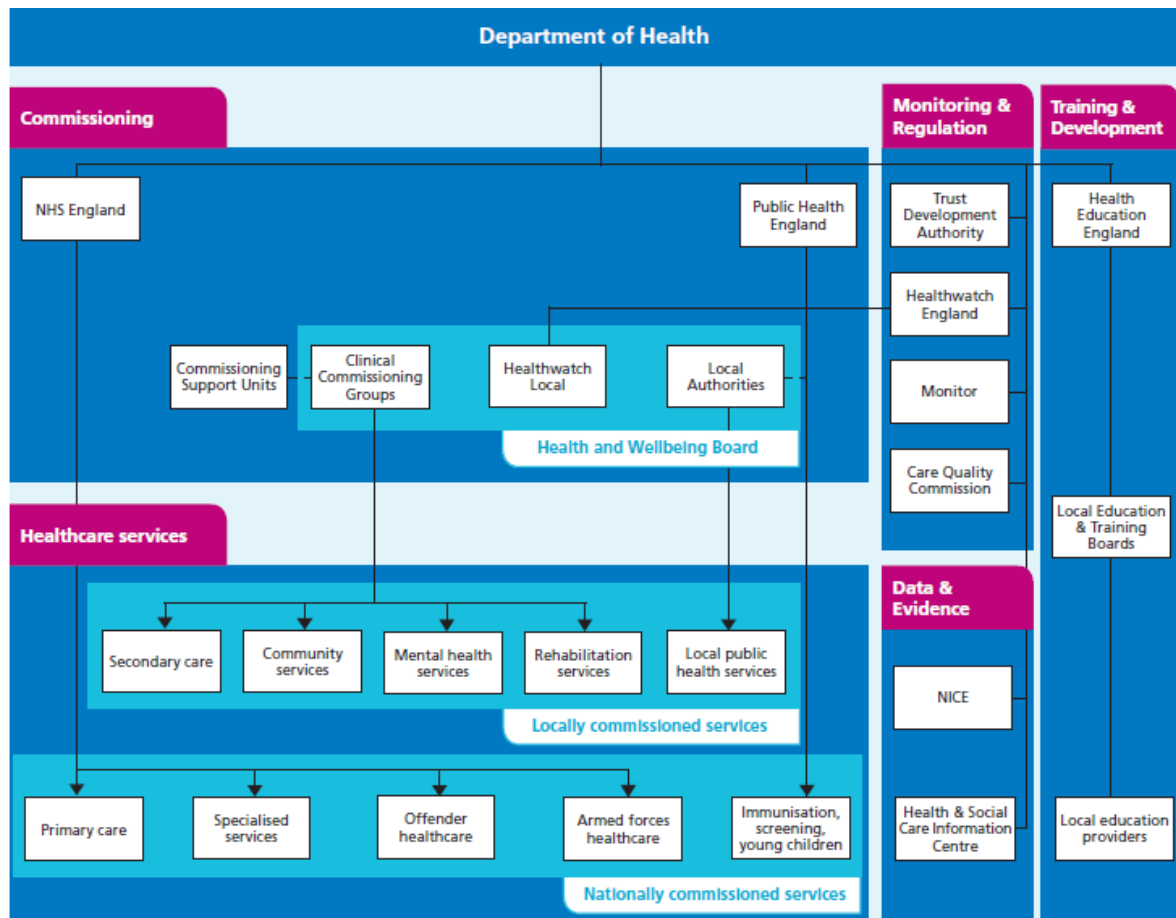 Department of Health
Commissioning
Monitoring &
Regulation
Training &
Development
NHS England
Public Health
England
Trust
Development
Authority
Health
Education
England
Healthwatch
England
Commissioning
Support Units
Clinical
Commissioning
Groups
Healthwatch
Local
Local
Authorities
Monitor
Health and Wellbeing Board
Care Quality
Commission
Local Education
& Training
Boards
Healthcare services
Data &
Evidence
Secondary care
Community
services
Mental health
services
Rehabilitation
services
Local public
health services
NICE
Locally commissioned services
Primary care
Specialised
services
Offender
healthcare
Armed forces
healthcare
Immunisation,
screening,
young children
Health & Social
Care Information
Centre
Local education
providers
Nationally commissioned services